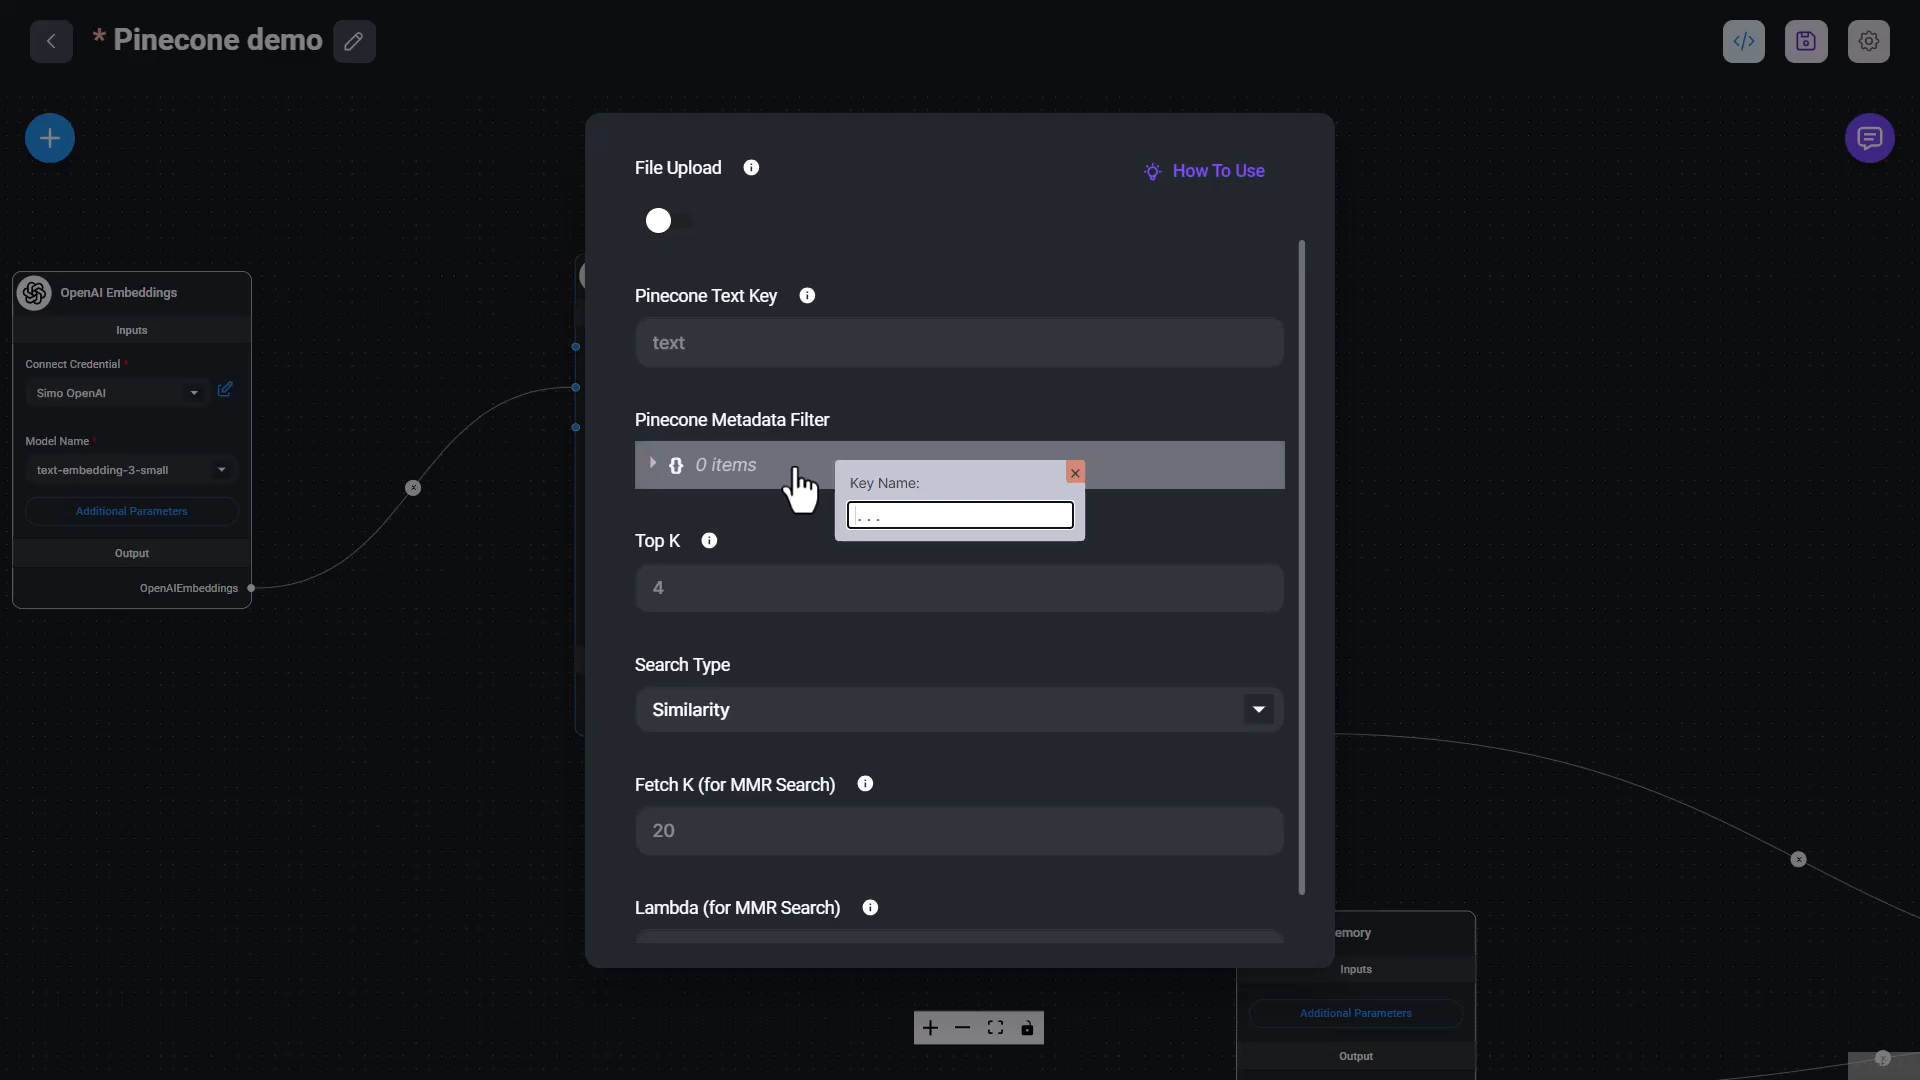 * Pinecone demo
File Upload
How To Use
OpenAI Embeddings
Inputs
Connect Credential *
Simo OpenAI
Model Name *
text-embedding-3-small
Additional Parameters
Output
OpenAIEmbeddings
Pinecone Text Key
text
Pinecone Metadata Filter
{} 0 items
Key Name:
...
Top K
4
Search Type
Similarity
Fetch K (for MMR Search)
20
Lambda (for MMR Search)
emory
Inputs
Additional Parameters
Output